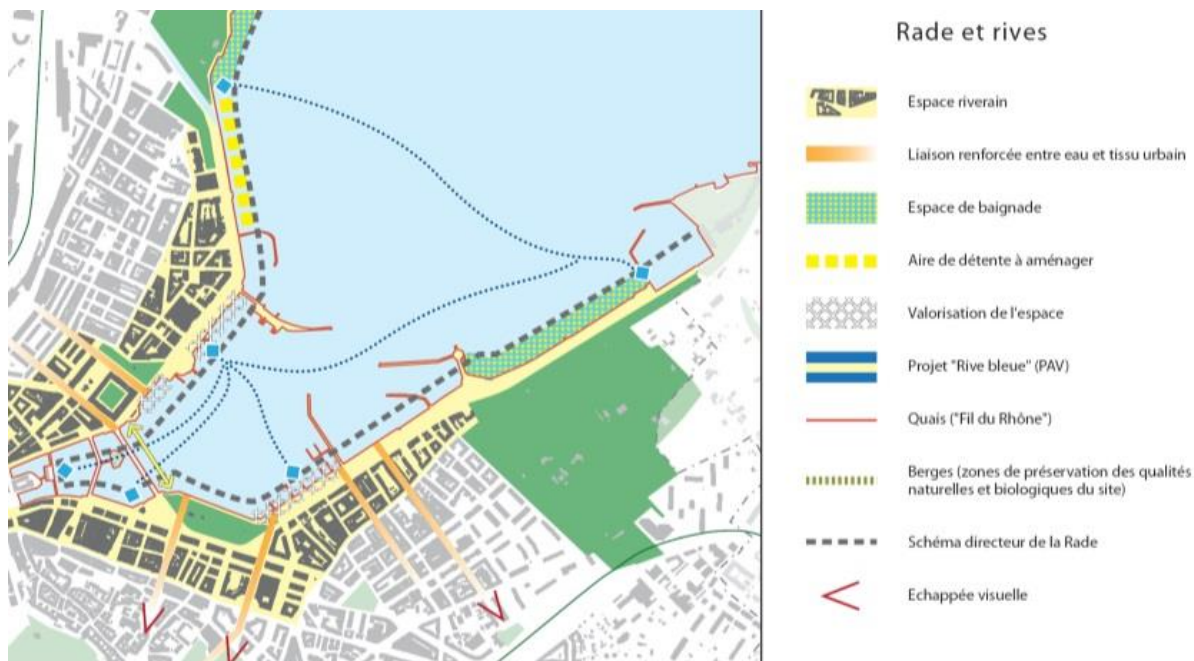 Rade et rives
Espace riverain
Liaison renforcée entre eau et tissu urbain
Espace de baignade
Aire de détente à aménager
Valorisation de l'espace
Projet "Rive bleue" (PAV)
Quais ("Fil du Rhône")
Berges (zones de préservation des qualités
naturelles et biologiques du site)
Schéma directeur de la Rade
Echappée visuelle